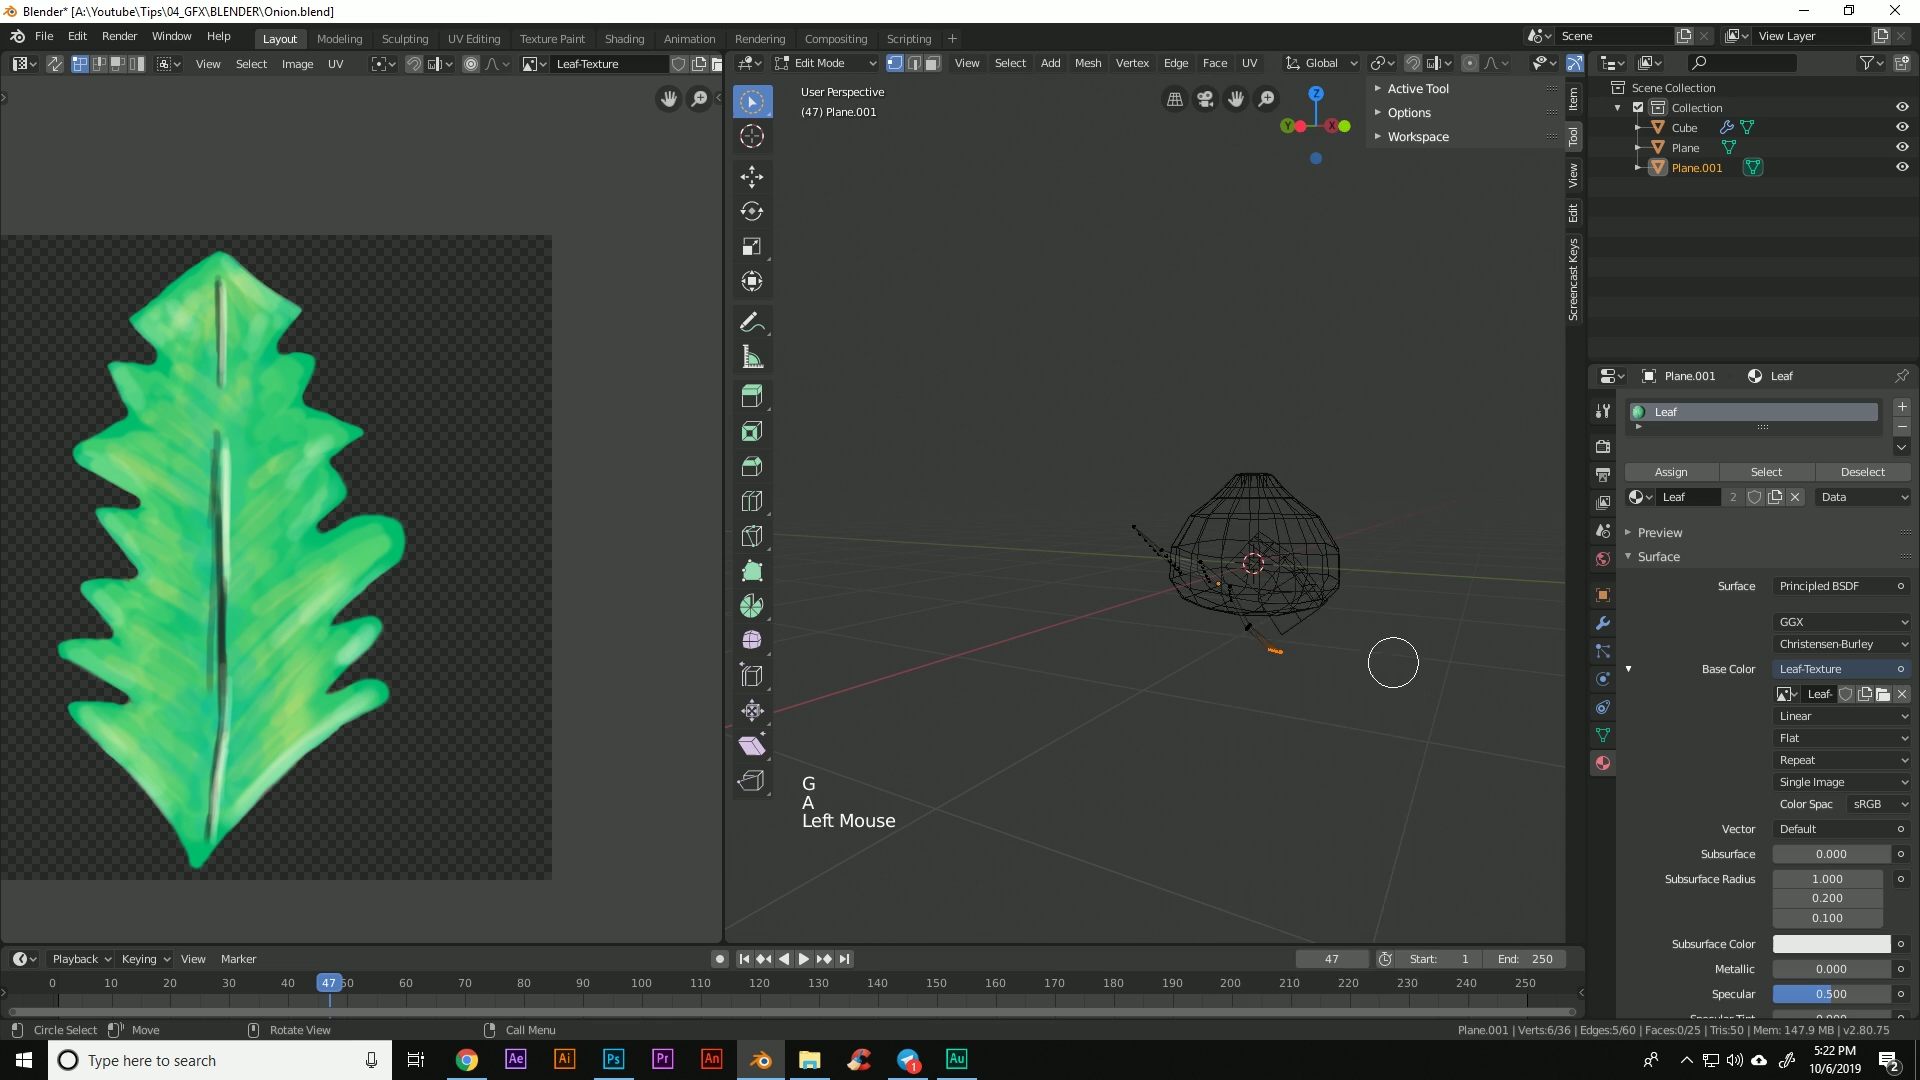 Blender* [A:\Youtube\Tips\04_GFX\BLENDER\Onion.blend]
File Edit Render Window Help Layout Modeling Sculpting UV Editing Texture Paint Shading Animation Rendering Compositing Scripting + Scene View Layer
View Select Image UV Leaf-Texture Edit Mode View Select Add Mesh Vertex Edge Face UV Global
User Perspective
(47) Plane.001
Z
Y X
Active Tool
Options
Workspace
Item
Tool
View
Edit
Screencast Keys
Scene Collection
Collection
Cube
Plane
Plane.001
Plane.001 Leaf
Leaf
Assign Select Deselect
Leaf 2 Data
Preview
Surface
Surface Principled BSDF
GGX
Christensen-Burley
Base Color Leaf-Texture
Leaf-
Linear
Flat
Repeat
Single Image
Color Spac sRGB
Vector Default
Subsurface 0.000
Subsurface Radius 1.000
0.200
0.100
Subsurface Color
Metallic 0.000
Specular 0.500
G
A
Left Mouse
Playback Keying View Marker 47 Start: 1 End: 250
0 10 20 30 40 47 60 70 80 90 100 110 120 130 140 150 160 170 180 190 200 210 220 230 240 250
Circle Select Move Rotate View Call Menu Plane.001 | Verts:6/36 | Edges:5/60 | Faces:0/25 | Tris:50 | Mem: 147.9 MB | v2.80.75
Type here to search Ae Ai Ps Pr An 1 Au 5:22 PM
10/6/2019 2